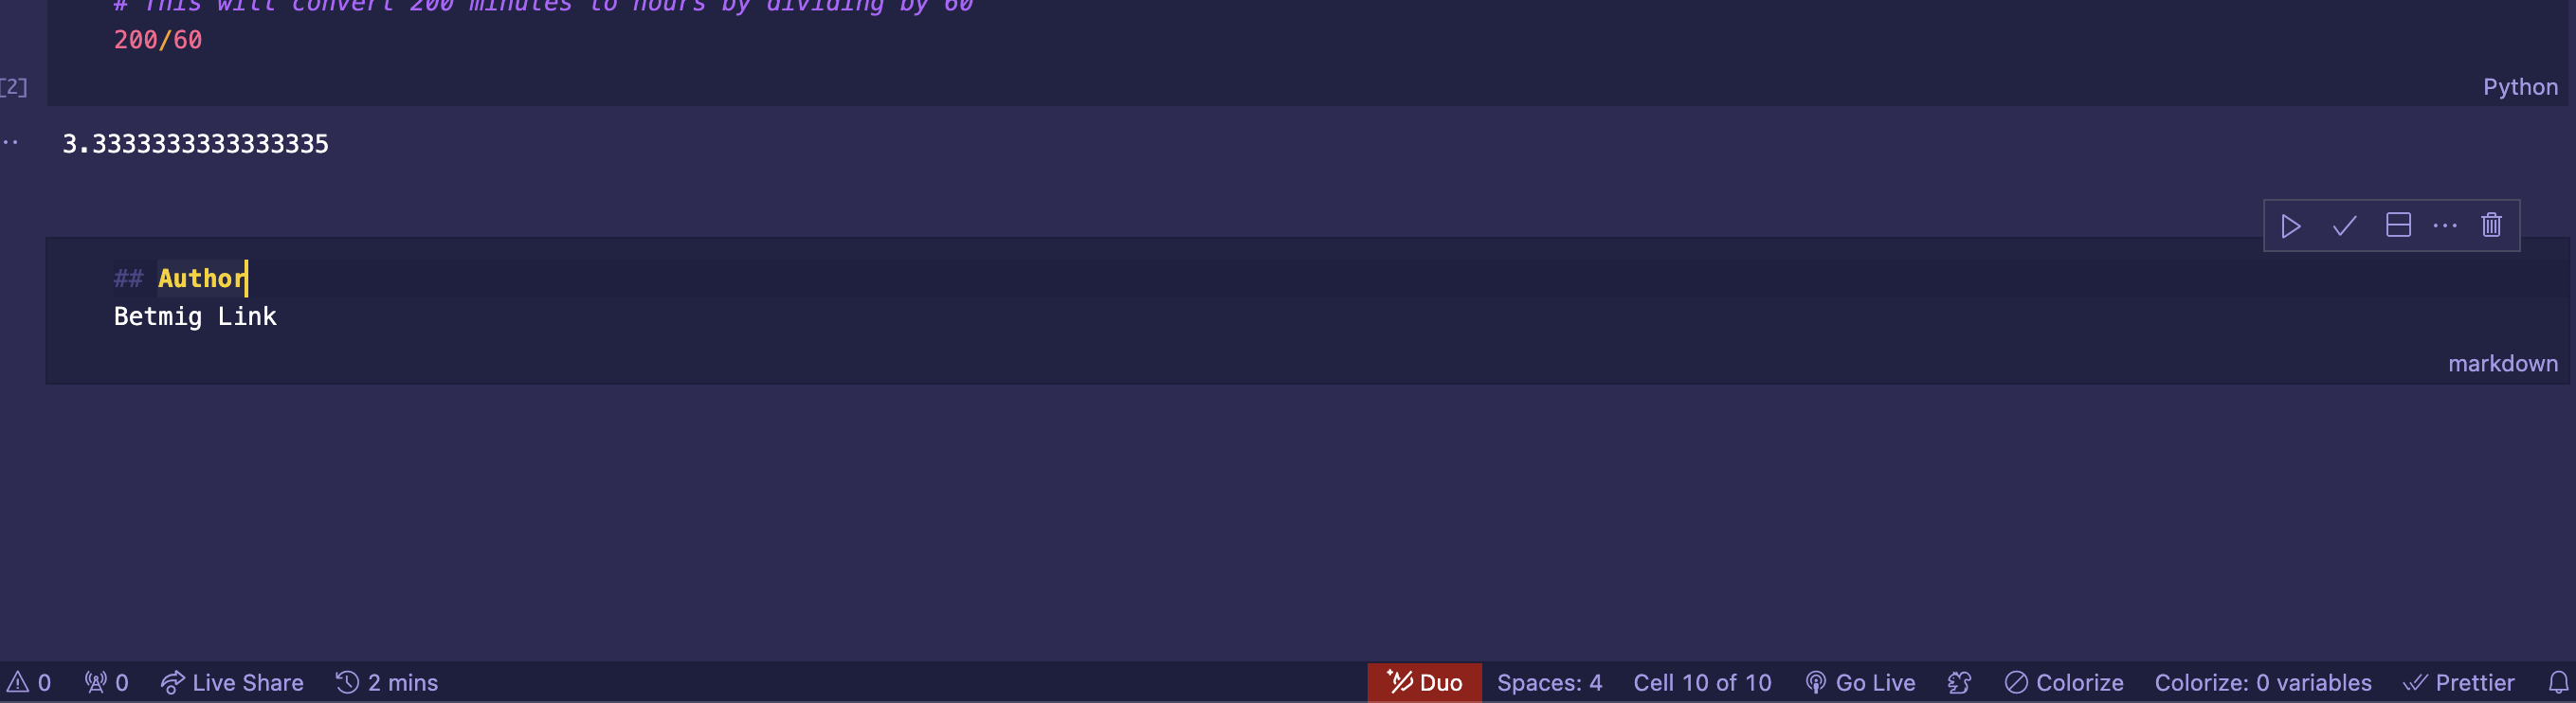 # This will convert 200 minutes to hours by dividing by 60
200/60
[2]
Python
3.3333333333333335
## Author
Betmig Link
markdown
0 0 Live Share 2 mins Duo Spaces: 4 Cell 10 of 10 Go Live Colorize Colorize: 0 variables Prettier